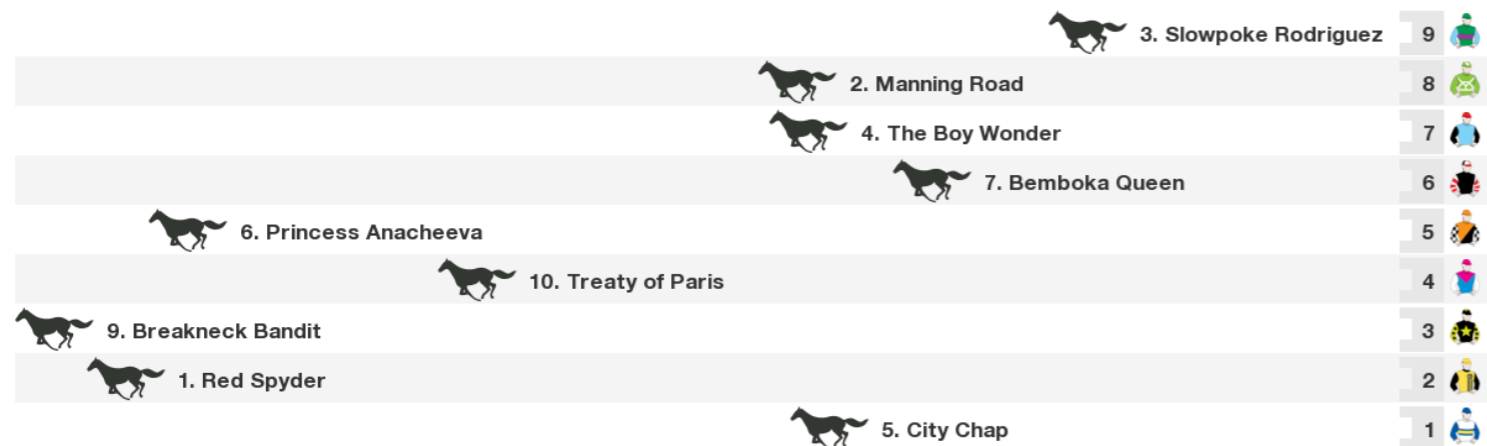 3. Slowpoke Rodriguez 9
2. Manning Road 8
4. The Boy Wonder 7
7. Bemboka Queen 6
6. Princess Anacheeva 5
10. Treaty of Paris 4
9. Breakneck Bandit 3
1. Red Spyder 2
5. City Chap 1